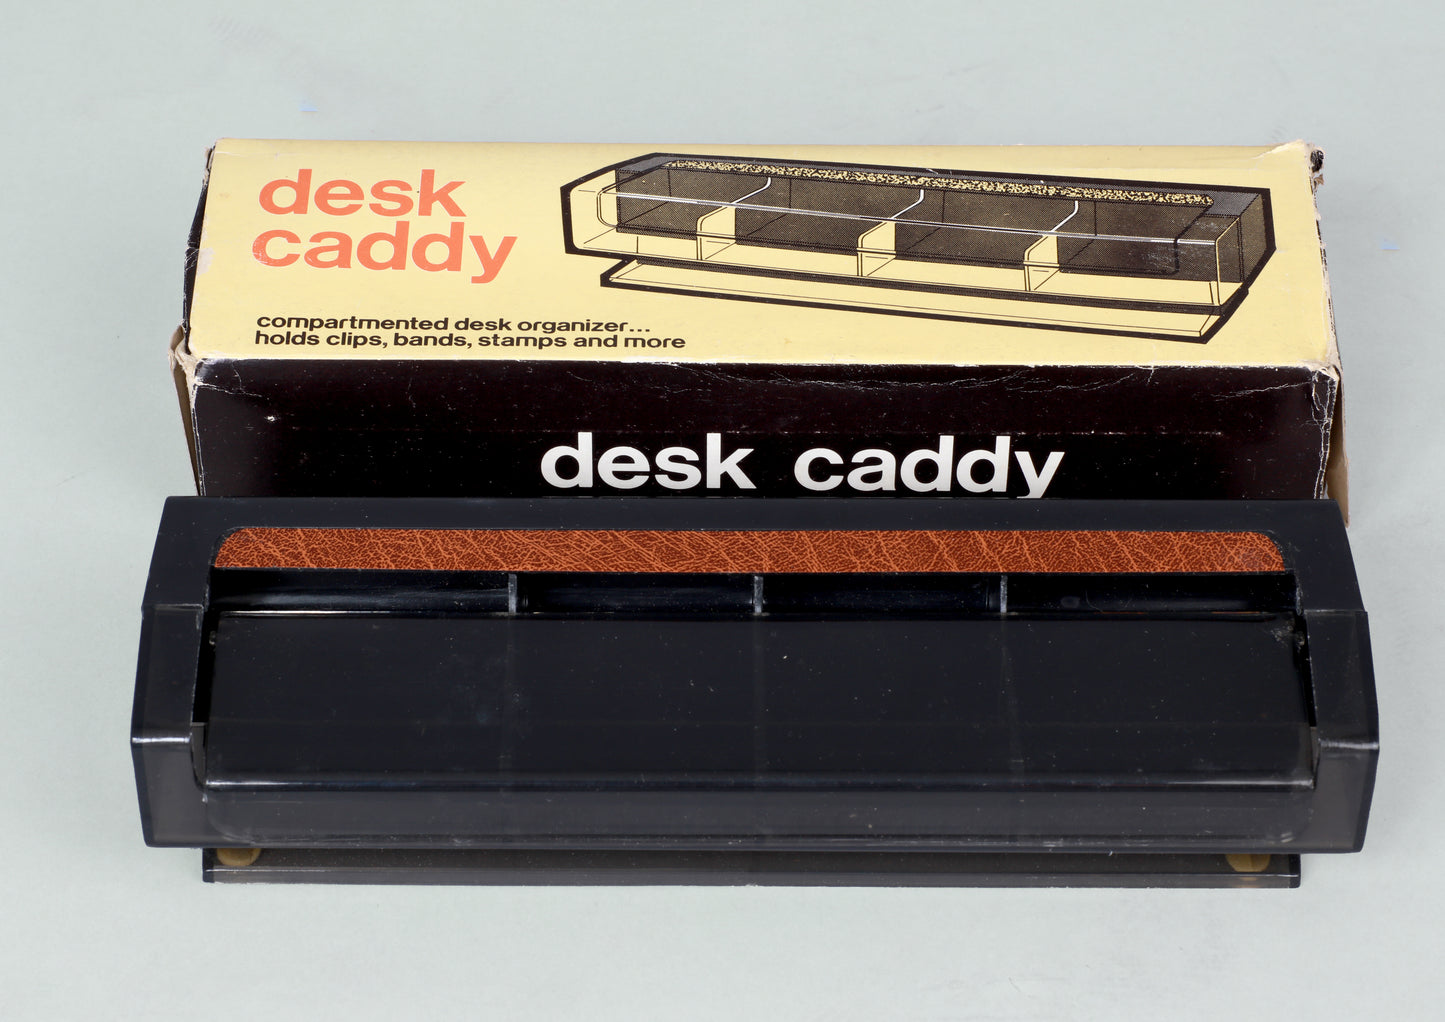 desk
caddy
compartmented desk organizer...
holds clips, bands, stamps and more
desk caddy